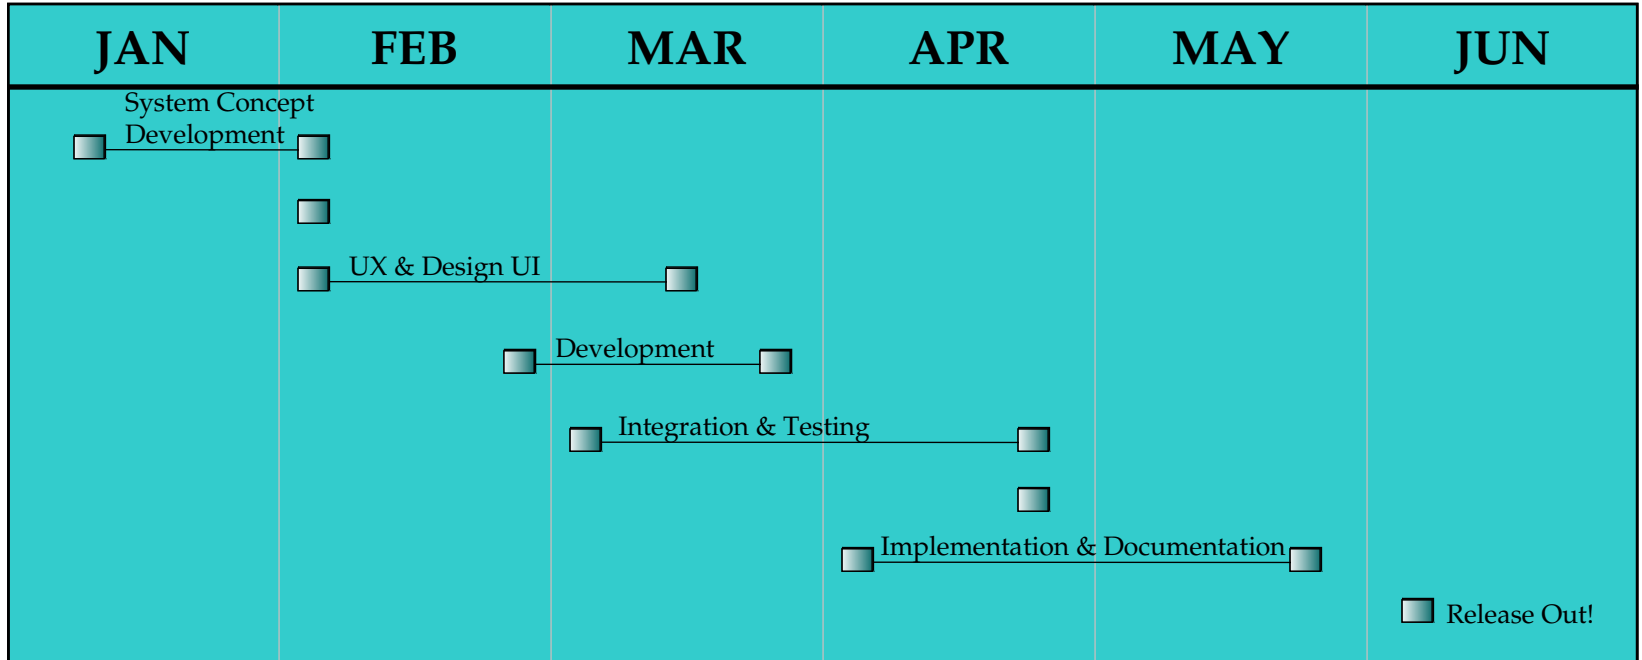 JAN FEB MAR APR MAY JUN
System Concept
Development
UX & Design UI
Development
Integration & Testing
Implementation & Documentation
Release Out!